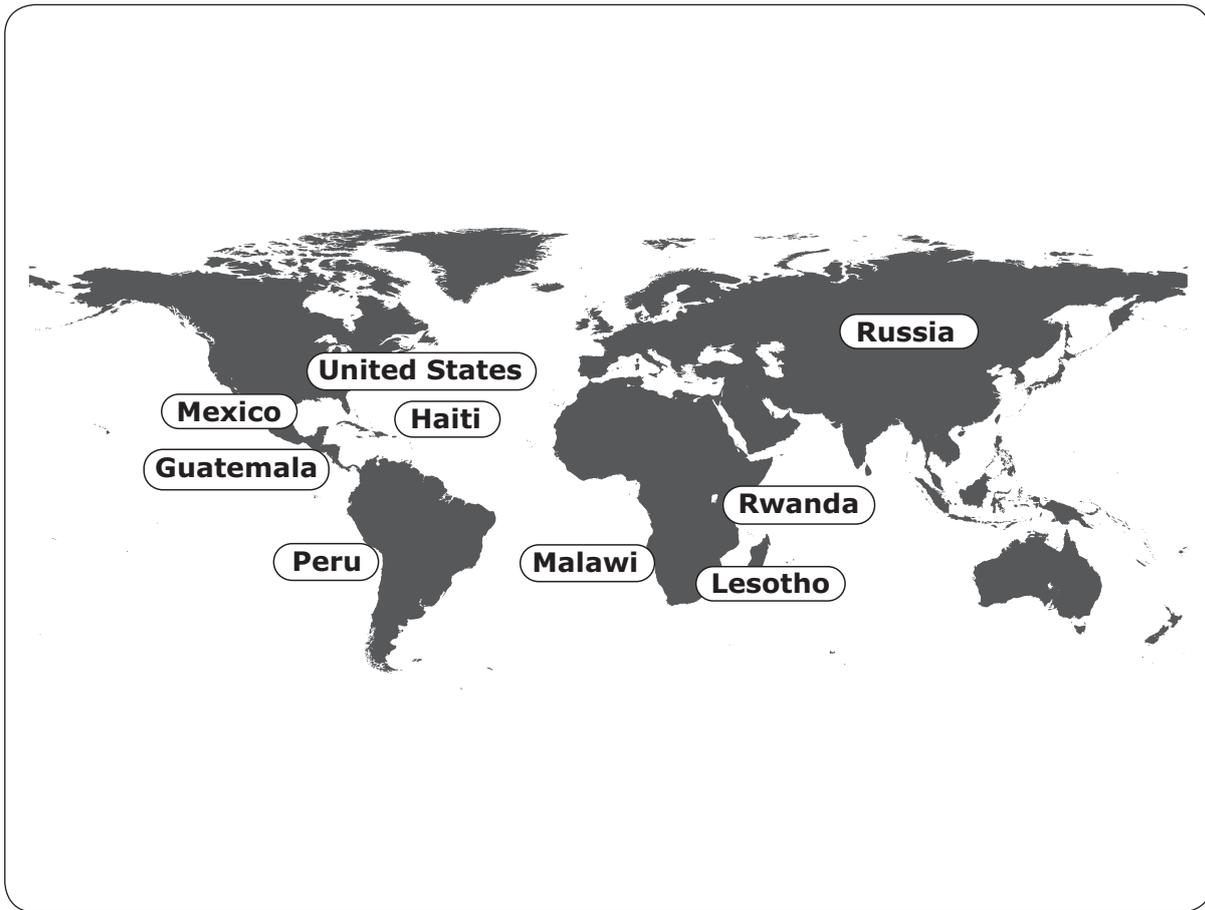 Russia
United States
Mexico
Haiti
Guatemala
Rwanda
Peru
Malawi
Lesotho